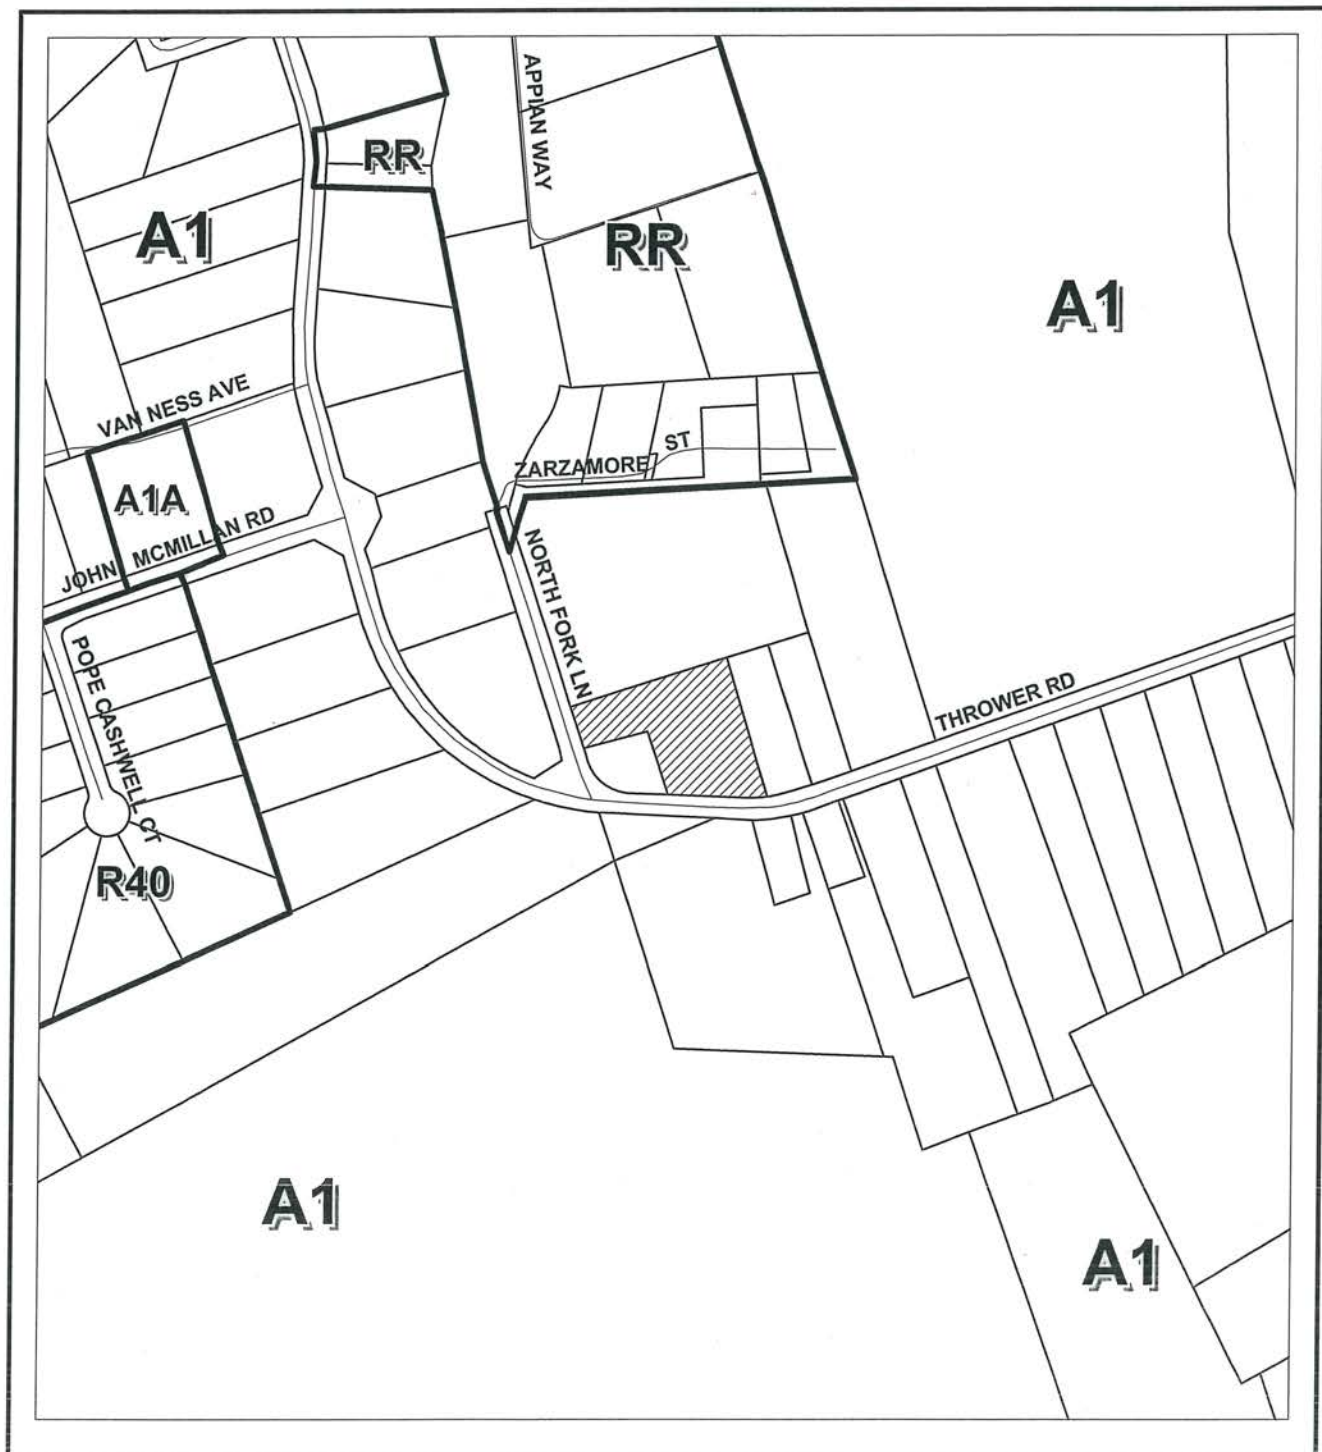 APPIAN WAY
RR
A1
RR
A1
VAN NESS AVE
ZARZAMORE ST
A1A
JOHN MCMILLAN RD
NORTH FORK LN
POPE CASHWELL CT
THROWER RD
R40
A1
A1